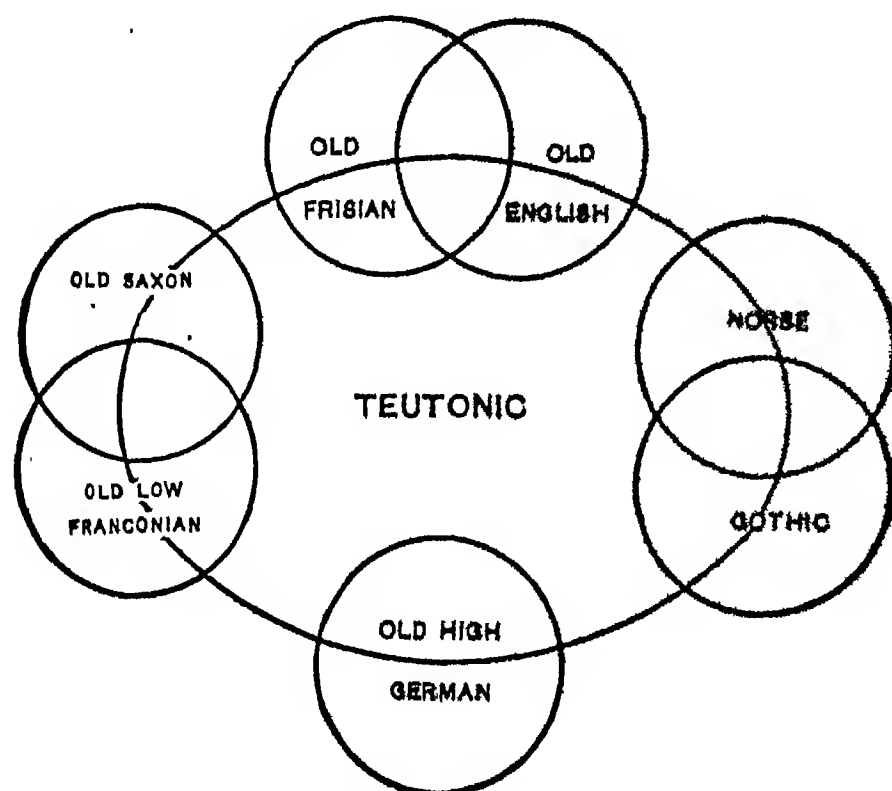 OLD
FRISIAN
OLD
ENGLISH
OLD SAXON
NORSE
TEUTONIC
OLD LOW
FRANCONIAN
GOTHIC
OLD HIGH
GERMAN